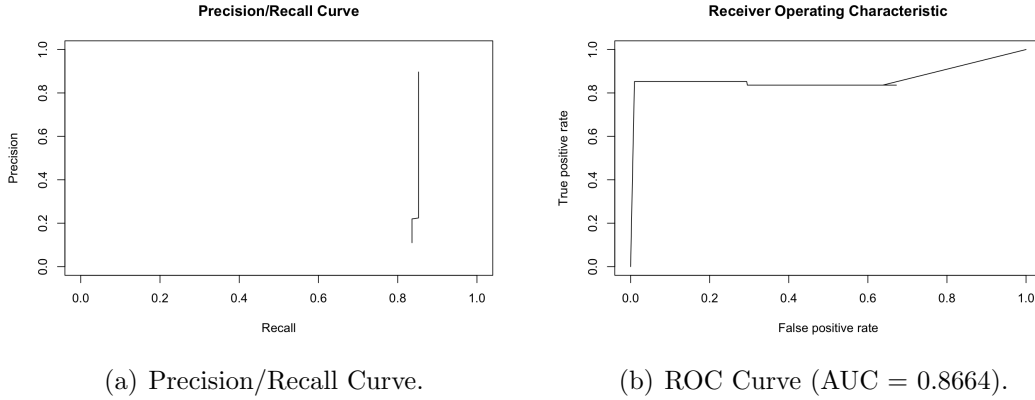 Precision/Recall Curve
Precision
0.0 0.2 0.4 0.6 0.8 1.0
0.0 0.2 0.4 0.6 0.8 1.0
Recall
(a) Precision/Recall Curve.
Receiver Operating Characteristic
True positive rate
0.0 0.2 0.4 0.6 0.8 1.0
0.0 0.2 0.4 0.6 0.8 1.0
False positive rate
(b) ROC Curve (AUC = 0.8664).